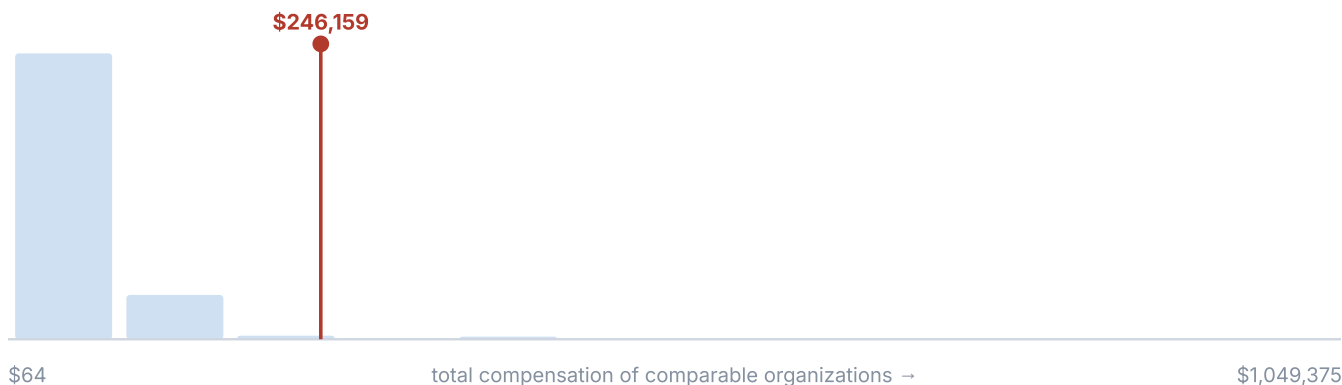 $246,159
$64
total compensation of comparable organizations →
$1,049,375